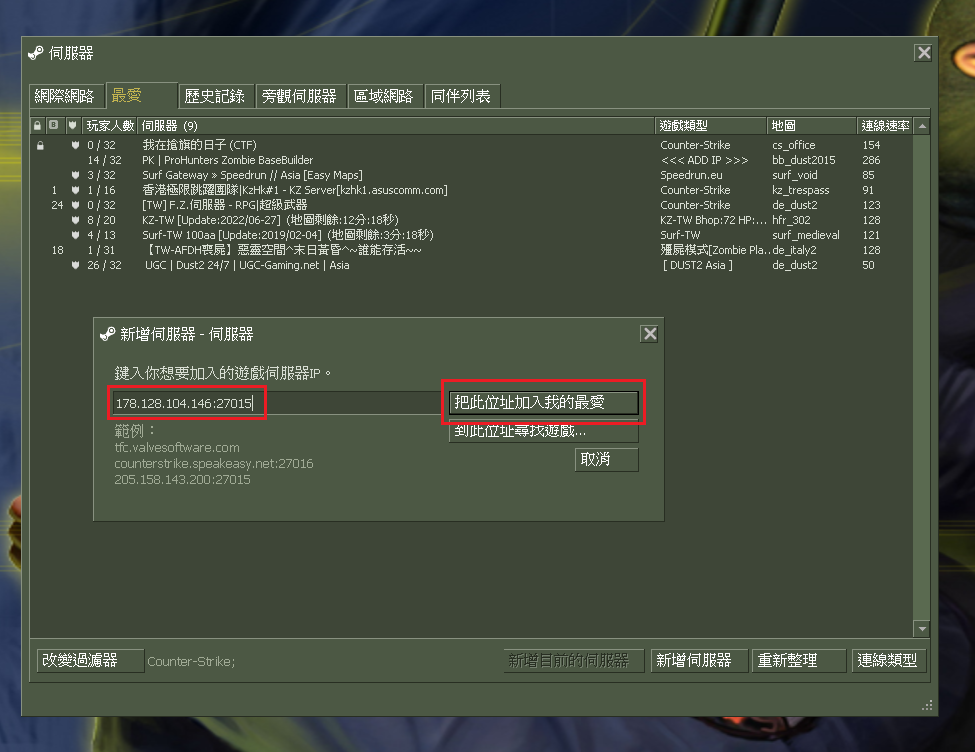 伺服器
網際網路 最愛 歷史記錄 旁觀伺服器 區域網路 同伴列表
玩家人數 伺服器 (9) 遊戲類型 地圖 連線速率
0 / 32 我在搶旗的日子 (CTF) Counter-Strike cs_office 154
14 / 32 PK | ProHunters Zombie BaseBuilder <<< ADD IP >>> bb_dust2015 286
3 / 32 Surf Gateway » Speedrun // Asia [Easy Maps] Speedrun.eu surf_void 85
1 1 / 16 香港極限跳躍團隊|KzHk#1 - KZ Server[kzhk1.asuscomm.com] Counter-Strike kz_trespass 91
24 0 / 32 [TW] F.Z.伺服器 - RPG|超級武器 Counter-Strike de_dust2 123
8 / 20 KZ-TW [Update:2022/06-27] (地圖剩餘:12分:18秒) KZ-TW Bhop:72 HP:... hfr_302 128
4 / 13 Surf-TW 100aa [Update:2019/02-04] (地圖剩餘:3分:18秒) Surf-TW surf_medieval 121
18 1 / 31 【TW-AFDH喪屍】惡靈空間^末日黃昏^~誰能存活~~ 殭屍模式[Zombie Pla... de_italy2 128
26 / 32 UGC | Dust2 24/7 | UGC-Gaming.net | Asia [ DUST2 Asia ] de_dust2 50
新增伺服器 - 伺服器
鍵入你想要加入的遊戲伺服器IP。
178.128.104.146:27015 把此位址加入我的最愛
範例： 到此位址尋找遊戲...
tfc.valvesoftware.com
counterstrike.speakeasy.net:27016 取消
205.158.143.200:27015
改變過濾器 Counter-Strike; 新增目前的伺服器 新增伺服器 重新整理 連線類型